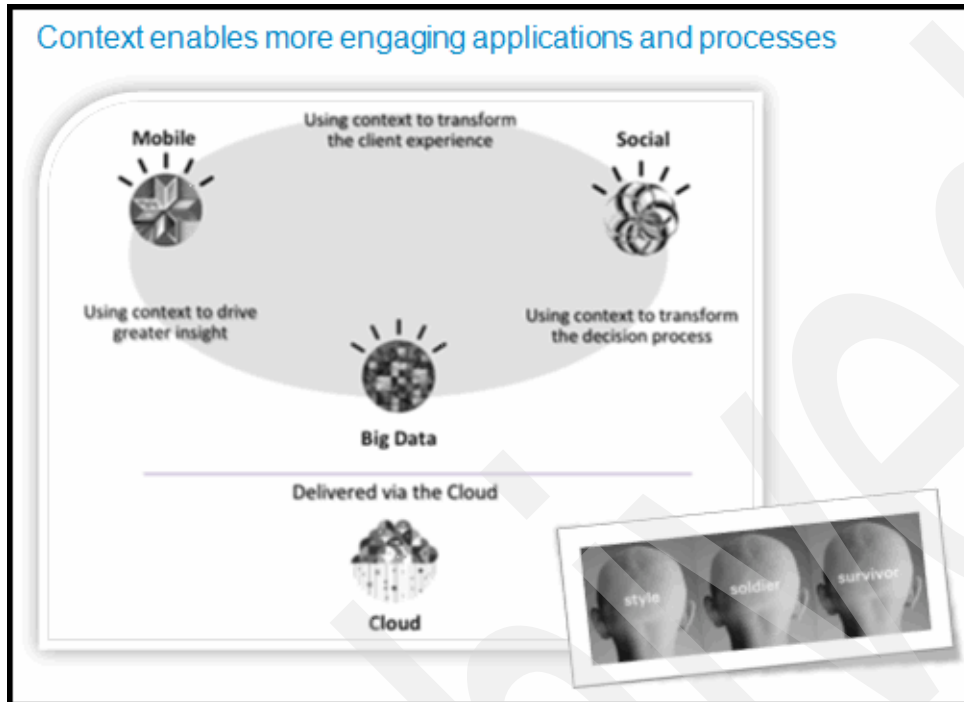 Context enables more engaging applications and processes
Using context to transform
the client experience
Mobile
Social
Using context to drive
greater insight
Using context to transform
the decision process
Big Data
Delivered via the Cloud
Cloud
style
soldier
survivor